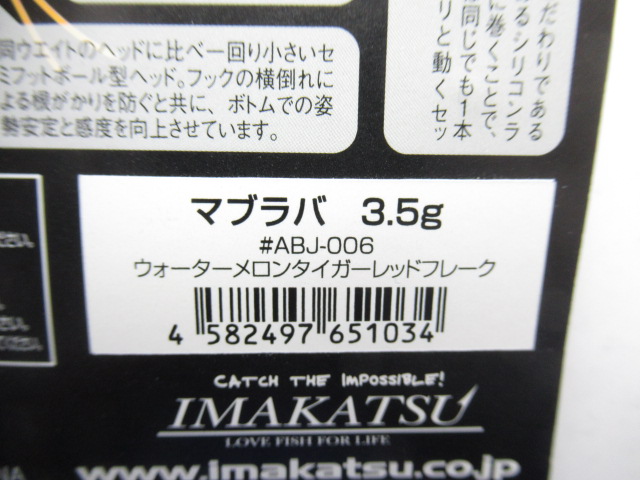 同ウエイトのヘッドに比べ一回り小さいセ
ミフットボール型ヘッド。フックの横倒れに
よる根がかりを防ぐと共に、ボトムでの姿
勢安定と感度を向上させています。
だわりである
るシリコンラ
に巻くことで、
は同じでも1本
リと動くセッ
マブラバ 3.5g
#ABJ-006
ウォーターメロンタイガーレッドフレーク
4 582497 651034
CATCH THE IMPOSSIBLE!
IMAKATSU
LOVE FISH FOR LIFE
www.imakatsu.co.jp